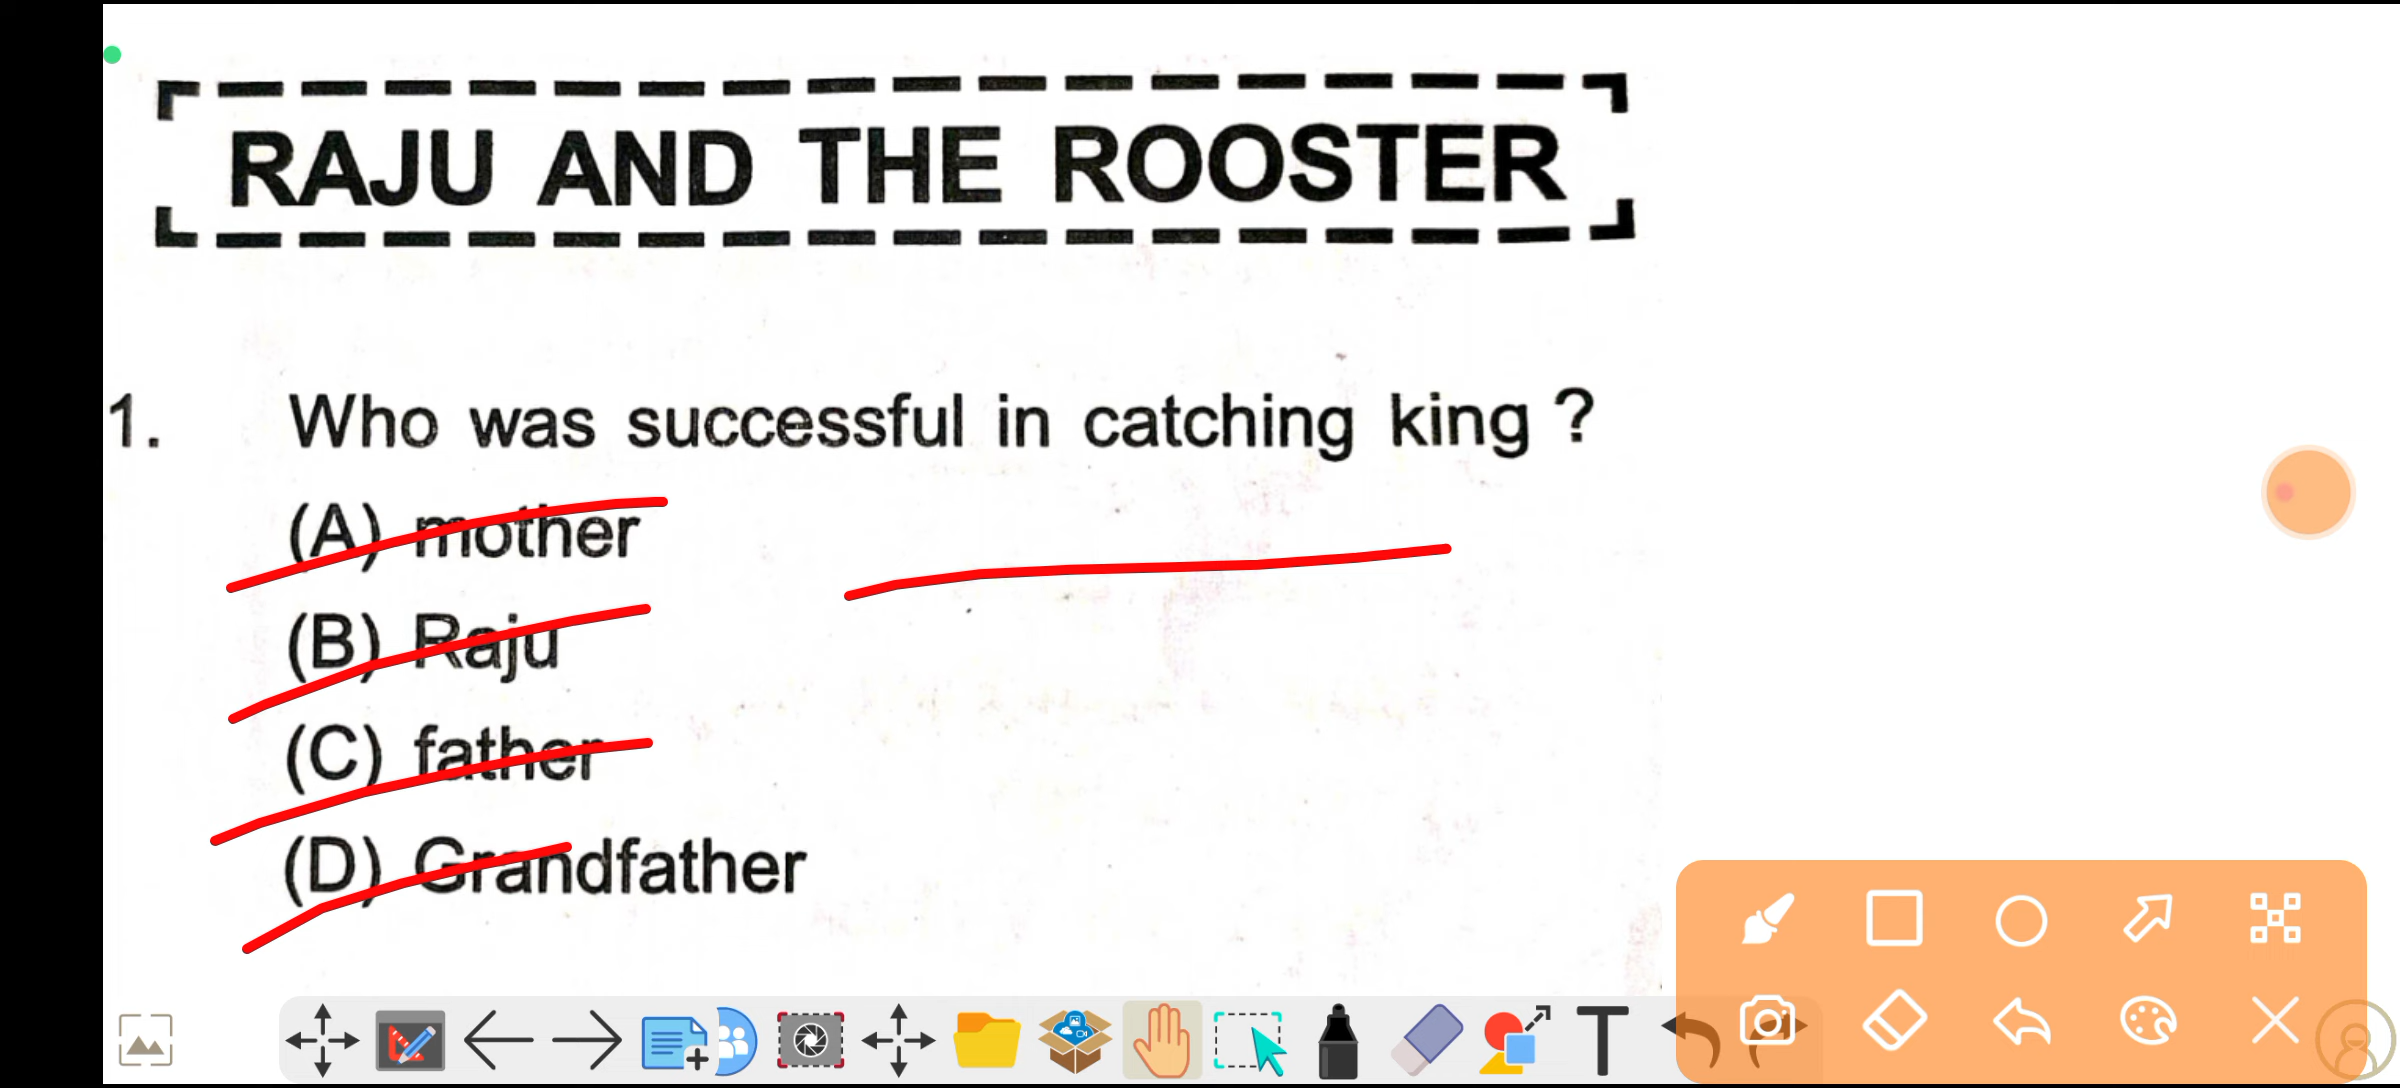 RAJU AND THE ROOSTER
1. Who was successful in catching king ?
(A) mother
(B) Raju
(C) father
(D) Grandfather